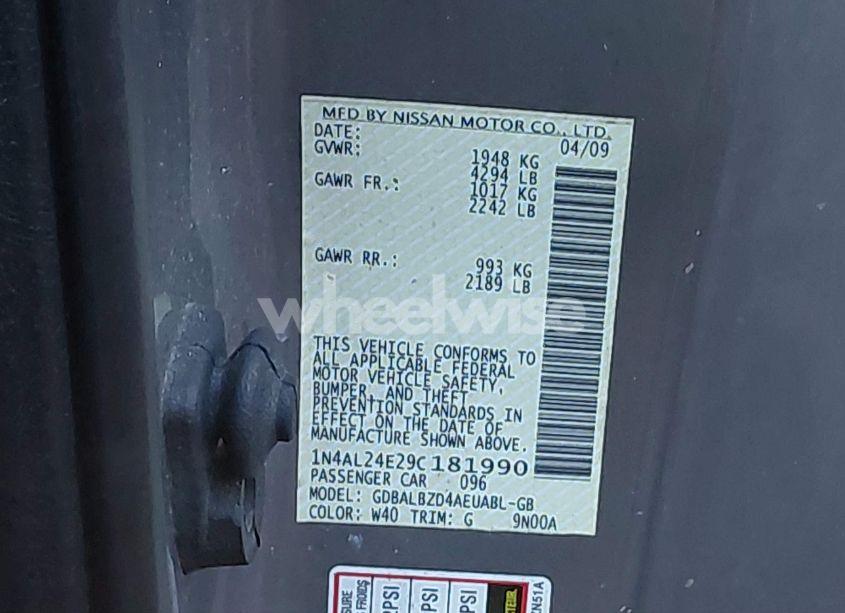 MFD BY NISSAN MOTOR CO., LTD.
DATE: 04/09
GVWR: 1948 KG
4294 LB
GAWR FR.: 1017 KG
2242 LB
GAWR RR.: 993 KG
2189 LB
wheelwise
THIS VEHICLE CONFORMS TO
ALL APPLICABLE FEDERAL
MOTOR VEHICLE SAFETY,
BUMPER, AND THEFT
PREVENTION STANDARDS IN
EFFECT ON THE DATE OF
MANUFACTURE SHOWN ABOVE.
1N4AL24E29C181990
PASSENGER CAR 096
MODEL: GDBALBZD4AEUABL-GB
COLOR: W40 TRIM: G 9N00A
FROIDS
PSI
PSI
PSI